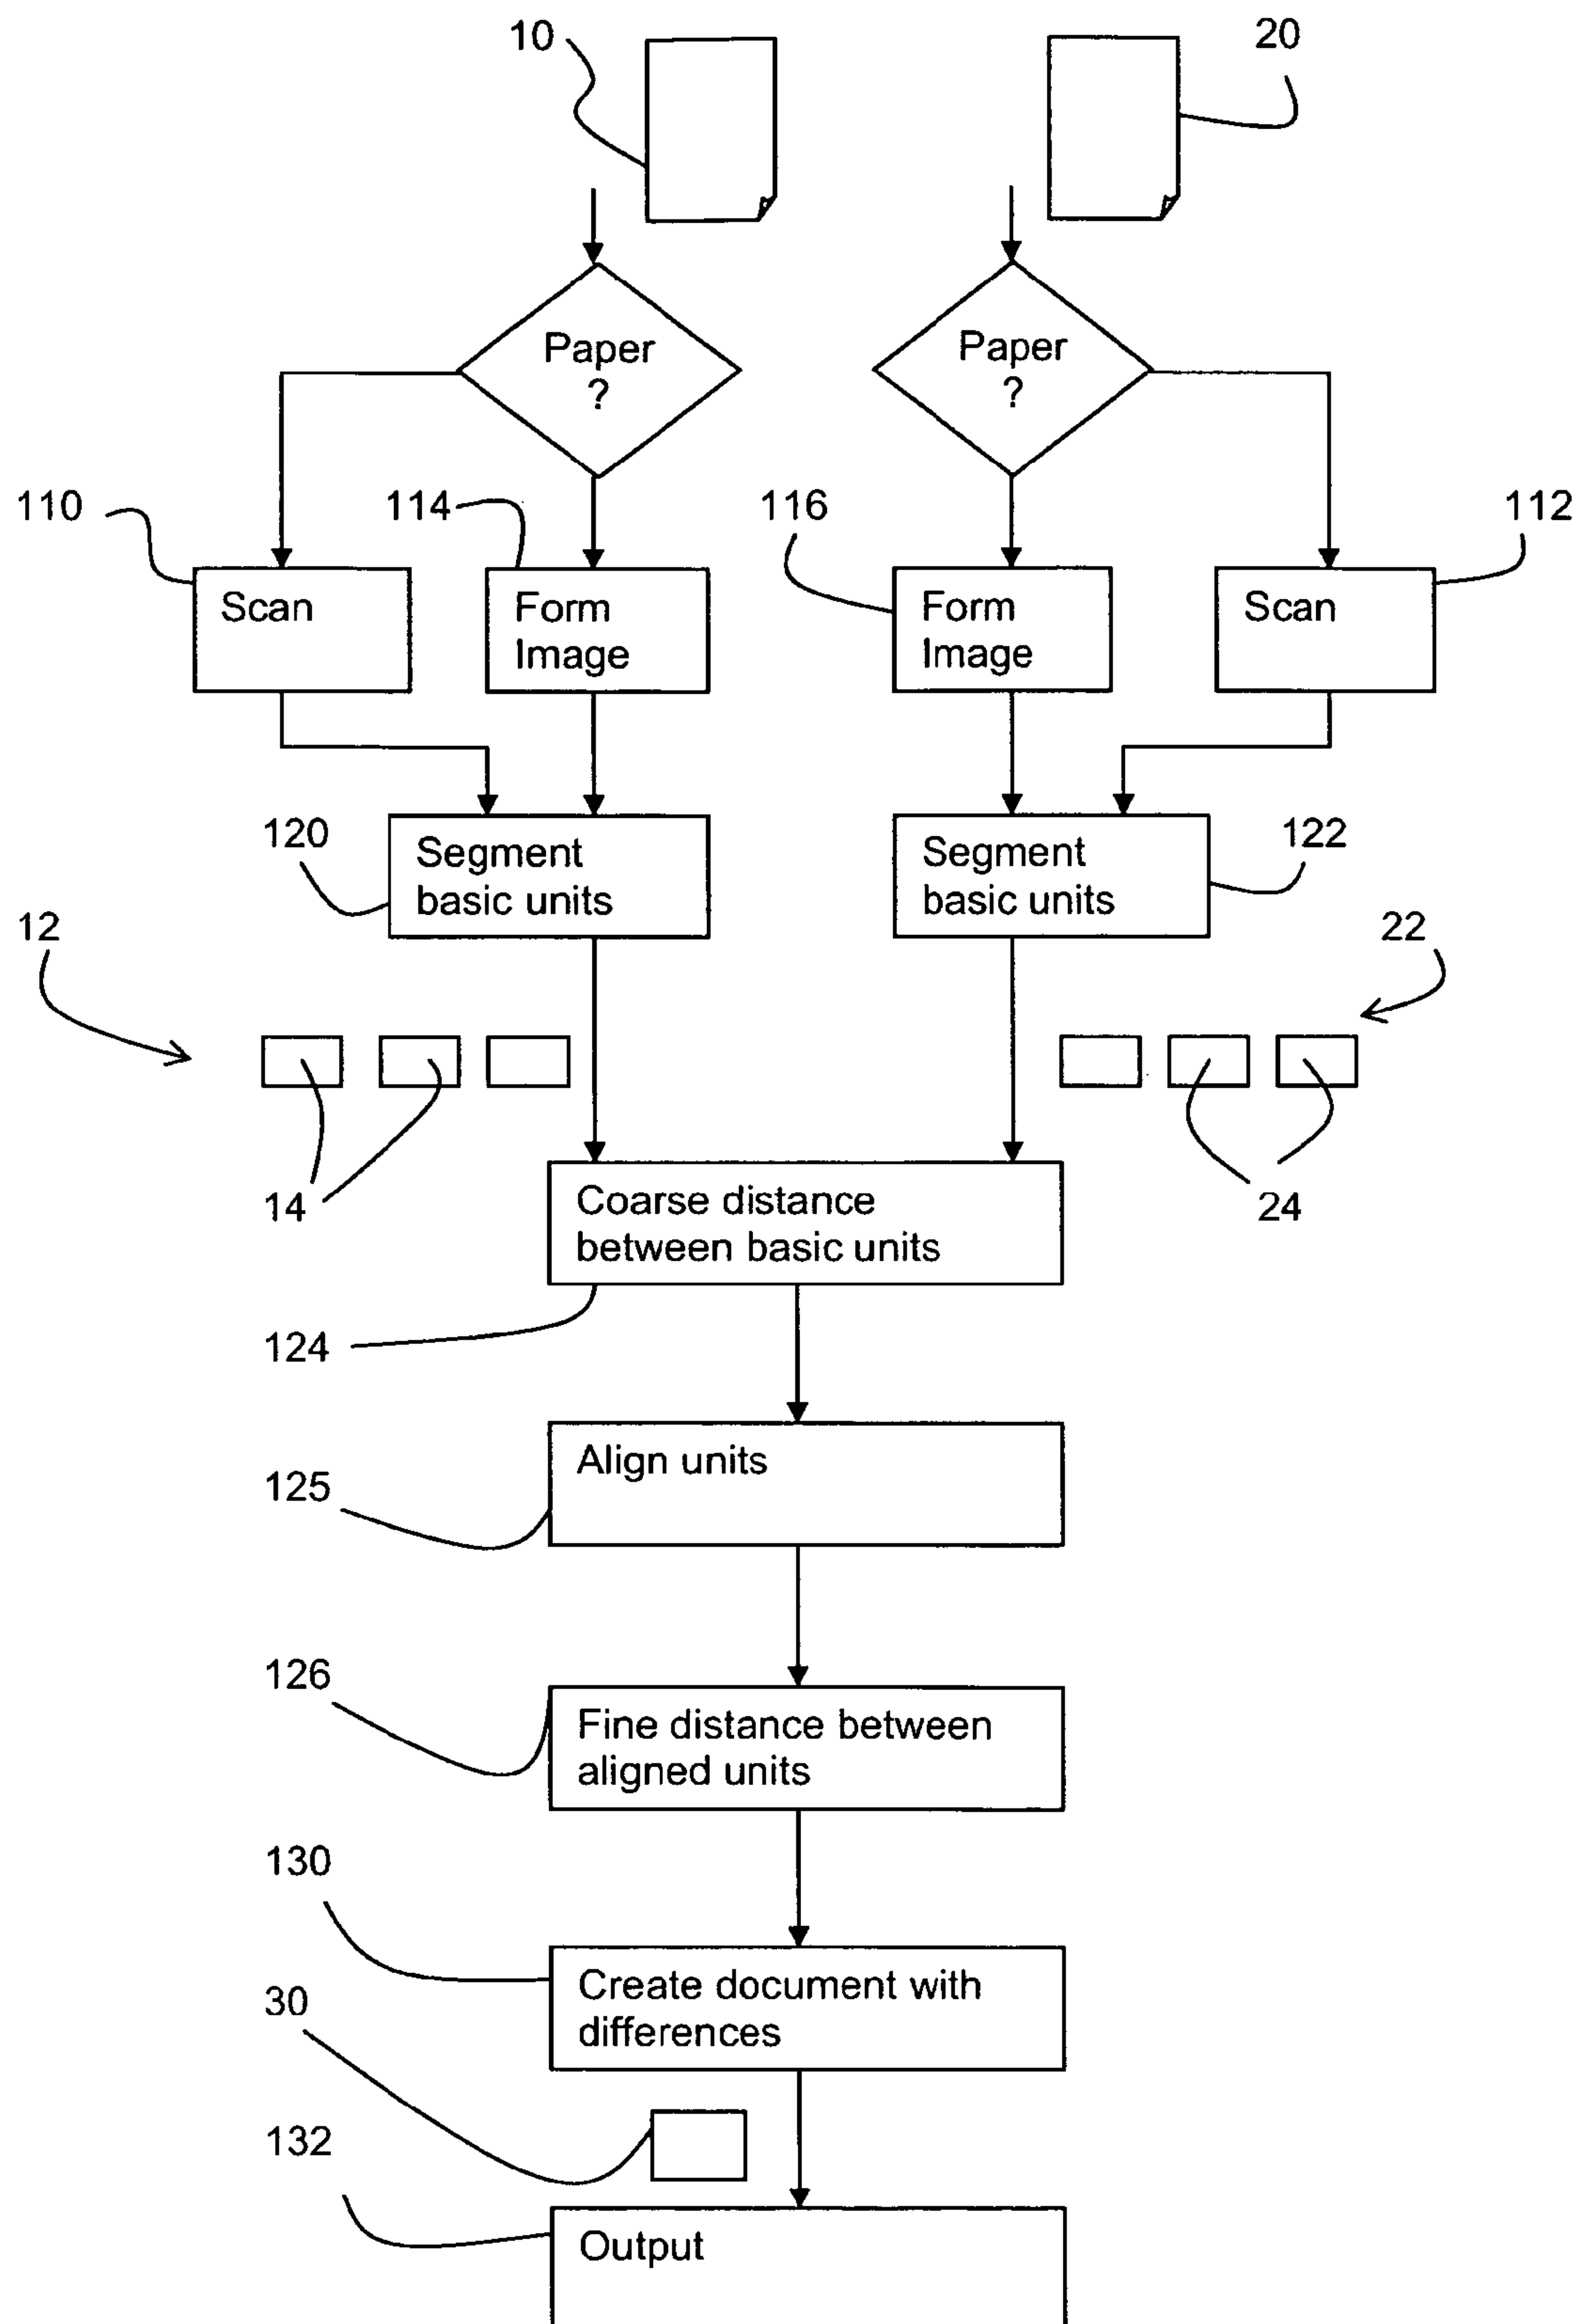 10
20
Paper
?
Paper
?
110
114
116
112
Scan
Form
Image
Form
Image
Scan
120
Segment
basic units
Segment
basic units
122
12
22
14
24
Coarse distance
between basic units
124
Align units
125
126
Fine distance between
aligned units
130
Create document with
differences
30
132
Output